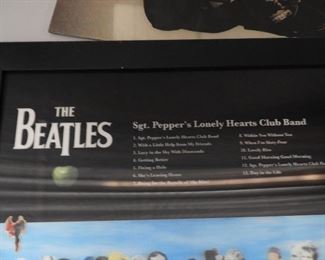 THE
BEATLES
Sgt. Pepper's Lonely Hearts Club Band
1. Sgt. Pepper's Lonely Hearts Club Band
2. With a Little Help from My Friends
3. Lucy in the Sky With Diamonds
4. Getting Better
5. Fixing a Hole
6. She's Leaving Home
8. Within You Without You
9. When I'm Sixty-Four
10. Lovely Rita
11. Good Morning Good Morning
12. Sgt. Pepper's Lonely Hearts Club
13. Day in the Life